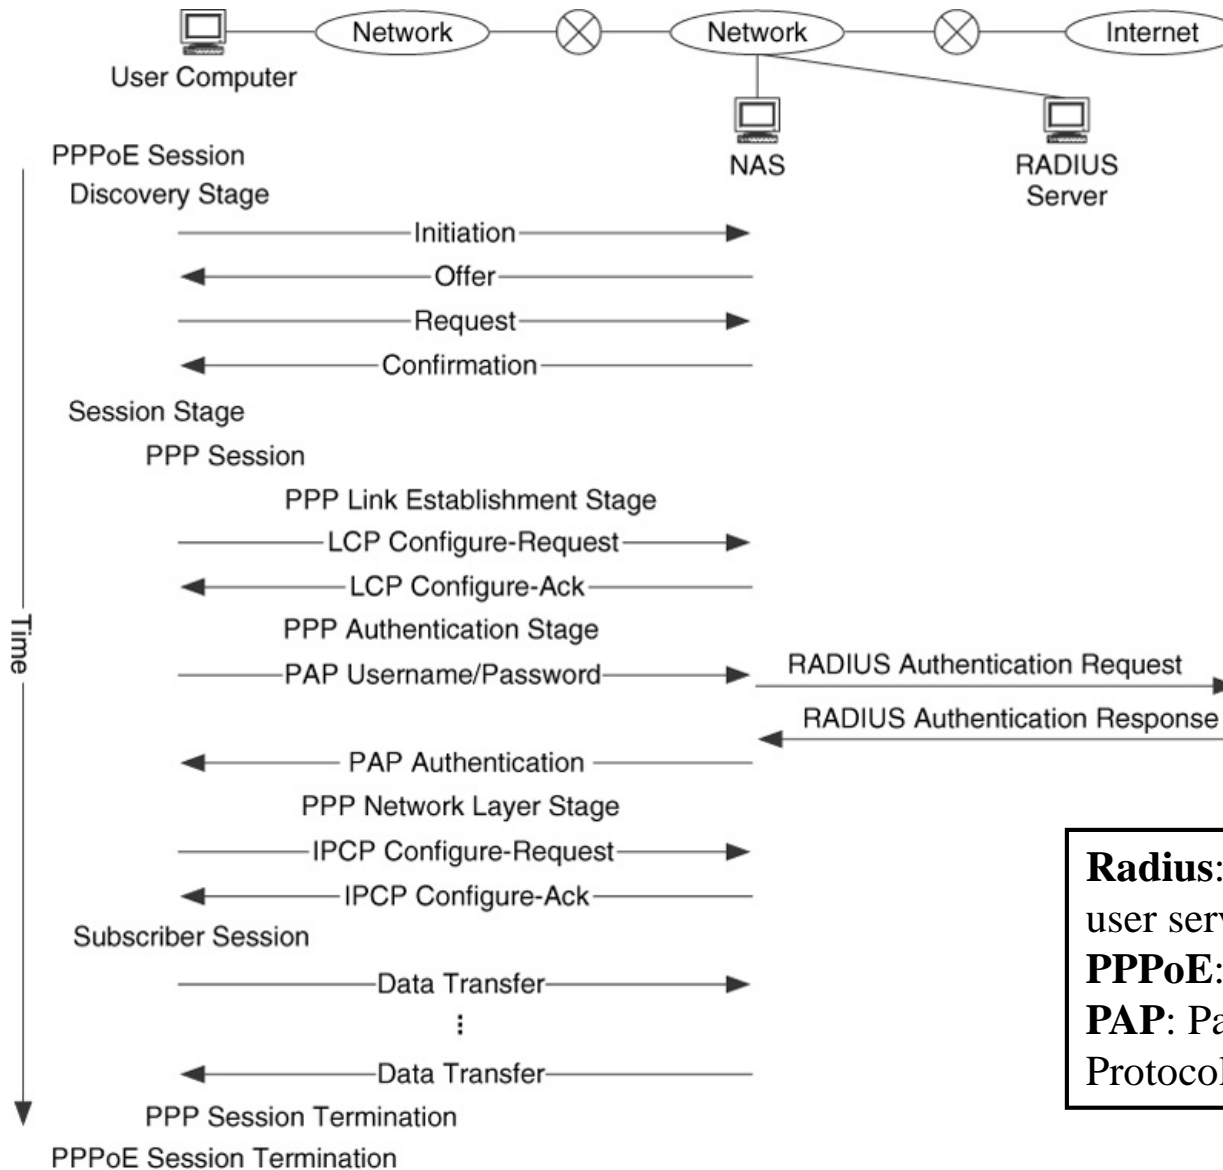 Network
Network
Internet
User Computer
NAS
RADIUS
Server
PPPoE Session
Discovery Stage
Initiation
Offer
Request
Confirmation
Session Stage
PPP Session
PPP Link Establishment Stage
LCP Configure-Request
LCP Configure-Ack
PPP Authentication Stage
PAP Username/Password
RADIUS Authentication Request
RADIUS Authentication Response
PAP Authentication
PPP Network Layer Stage
IPCP Configure-Request
IPCP Configure-Ack
Subscriber Session
Data Transfer
Data Transfer
PPP Session Termination
PPPoE Session Termination
Time
Radius:
user
PPPoE:
PAP:
Protocol